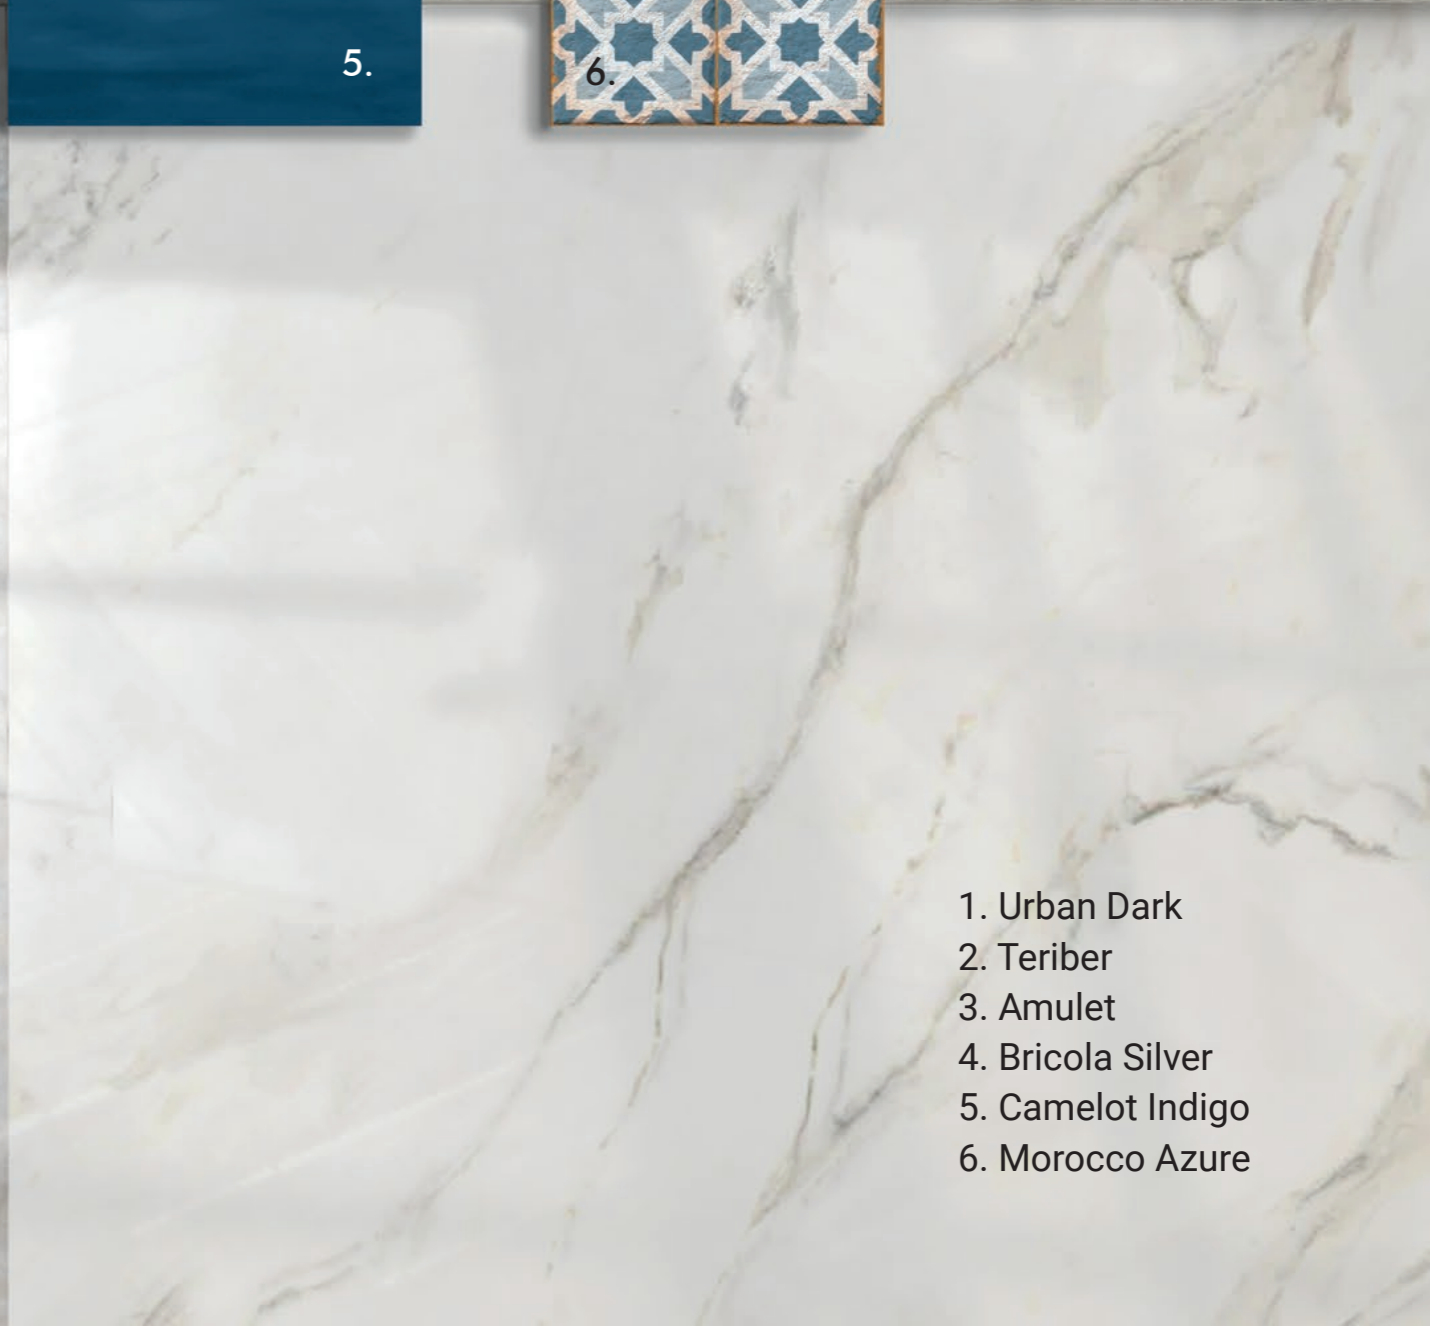 5.
6.
1. Urban Dark
2. Teriber
3. Amulet
4. Bricola Silver
5. Camelot Indigo
6. Morocco Azure